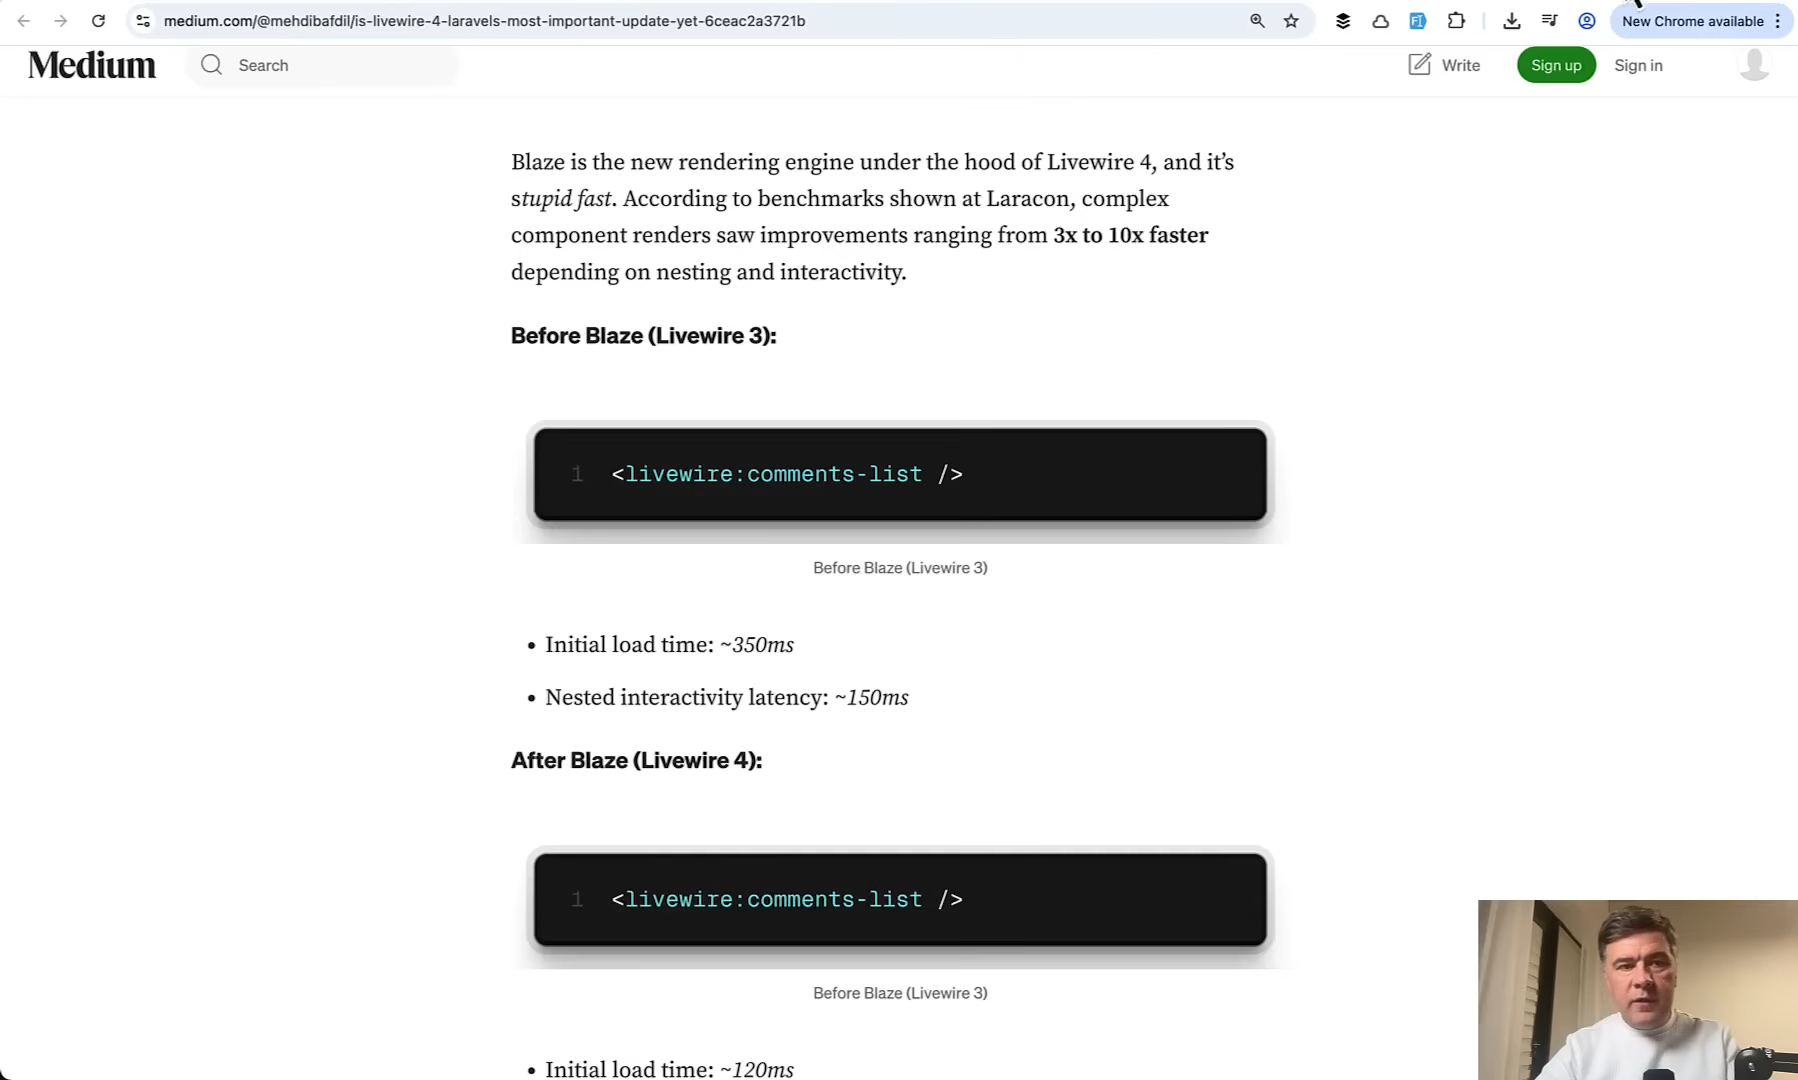 medium.com/@mehdibafdil/is-livewire-4-laravels-most-important-update-yet-6ceac2a3721b
New Chrome available
Medium
Search
Write
Sign up
Sign in
Blaze is the new rendering engine under the hood of Livewire 4, and it’s
stupid fast. According to benchmarks shown at Laracon, complex
component renders saw improvements ranging from 3x to 10x faster
depending on nesting and interactivity.
Before Blaze (Livewire 3):
1 <livewire:comments-list />
Before Blaze (Livewire 3)
• Initial load time: ~350ms
• Nested interactivity latency: ~150ms
After Blaze (Livewire 4):
1 <livewire:comments-list />
Before Blaze (Livewire 3)
• Initial load time: ~120ms